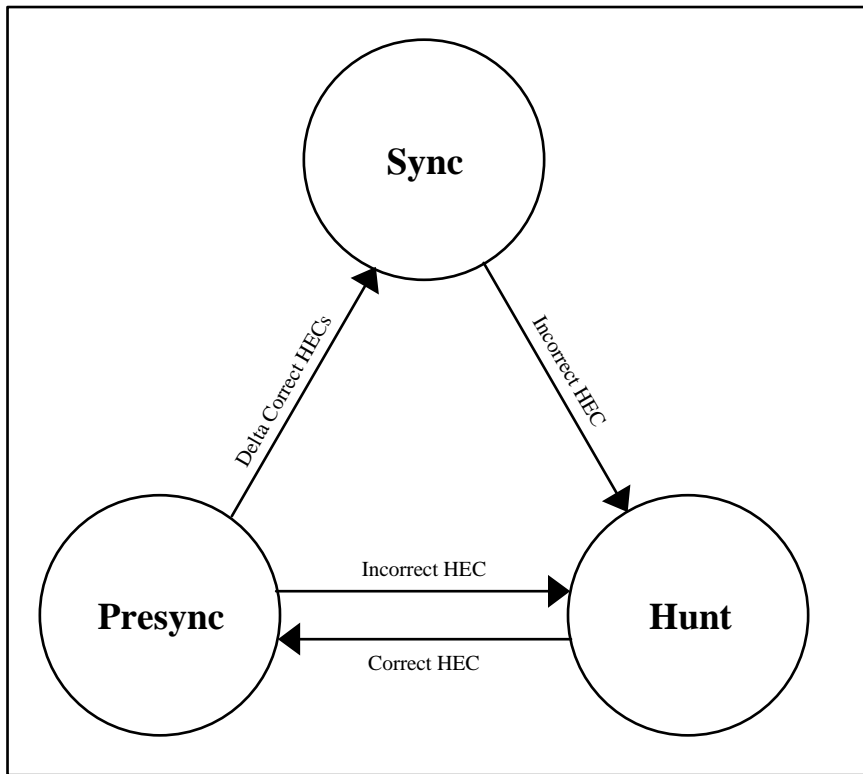 Sync
Delta Correct HECs
Incorrect HEC
Incorrect HEC
Presync
Hunt
Correct HEC